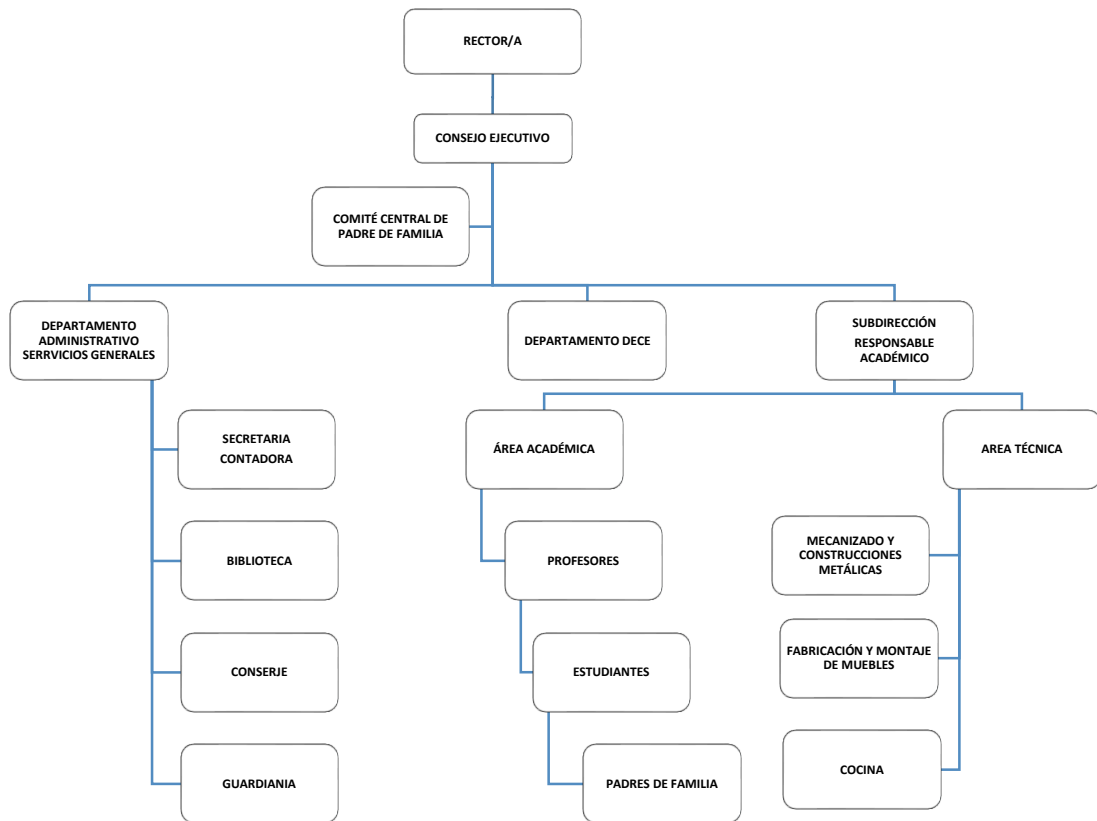 RECTOR/A
CONSEJO EJECUTIVO
COMITÉ CENTRAL DE
PADRE DE FAMILIA
DEPARTAMENTO
ADMINISTRATIVO
SERRVICIOS GENERALES
DEPARTAMENTO DECE
SUBDIRECCIÓN
RESPONSABLE
ACADÉMICO
SECRETARIA
CONTADORA
ÁREA ACADÉMICA
AREA TÉCNICA
BIBLIOTECA
PROFESORES
MECANIZADO Y
CONSTRUCCIONES
METÁLICAS
CONSERJE
ESTUDIANTES
FABRICACIÓN Y MONTAJE
DE MUEBLES
GUARDIANIA
PADRES DE FAMILIA
COCINA